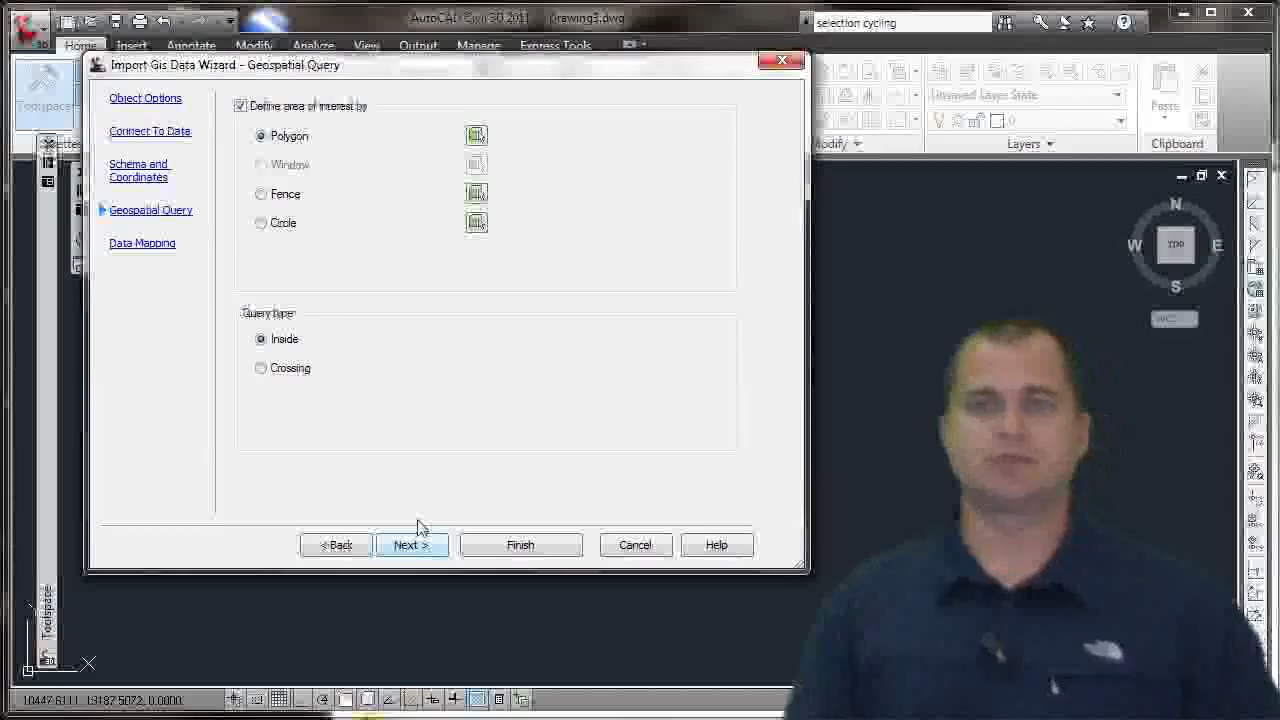 AutoCAD Civil 3D 2011 Drawing3.dwg
selection cycling
Home Insert Annotate Modify Analyze View Output Manage Express Tools
Import Gis Data Wizard - Geospatial Query
Toolspace
Unsaved Layer State
0
Paste
Modify
Layers
Clipboard
Object Options
Connect To Data
Schema and
Coordinates
Geospatial Query
Data Mapping
Define area of interest by
Polygon
Window
Fence
Circle
Query type
Inside
Crossing
< Back
Next >
Finish
Cancel
Help
N
W
TOP
E
S
WCS
Toolspace